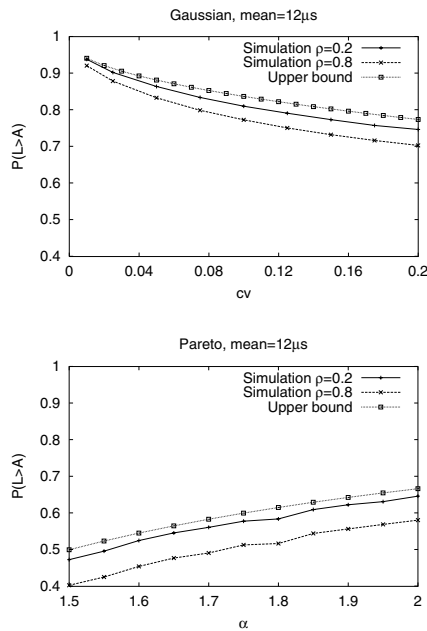 Gaussian, mean=12μs
Simulation ρ=0.2
Simulation ρ=0.8
Upper bound
P(L>A)
1
0.9
0.8
0.7
0.6
0.5
0.4
0 0.04 0.08 0.12 0.16 0.2
cv
Pareto, mean=12μs
Simulation ρ=0.2
Simulation ρ=0.8
Upper bound
P(L>A)
1
0.9
0.8
0.7
0.6
0.5
0.4
1.5 1.6 1.7 1.8 1.9 2
α